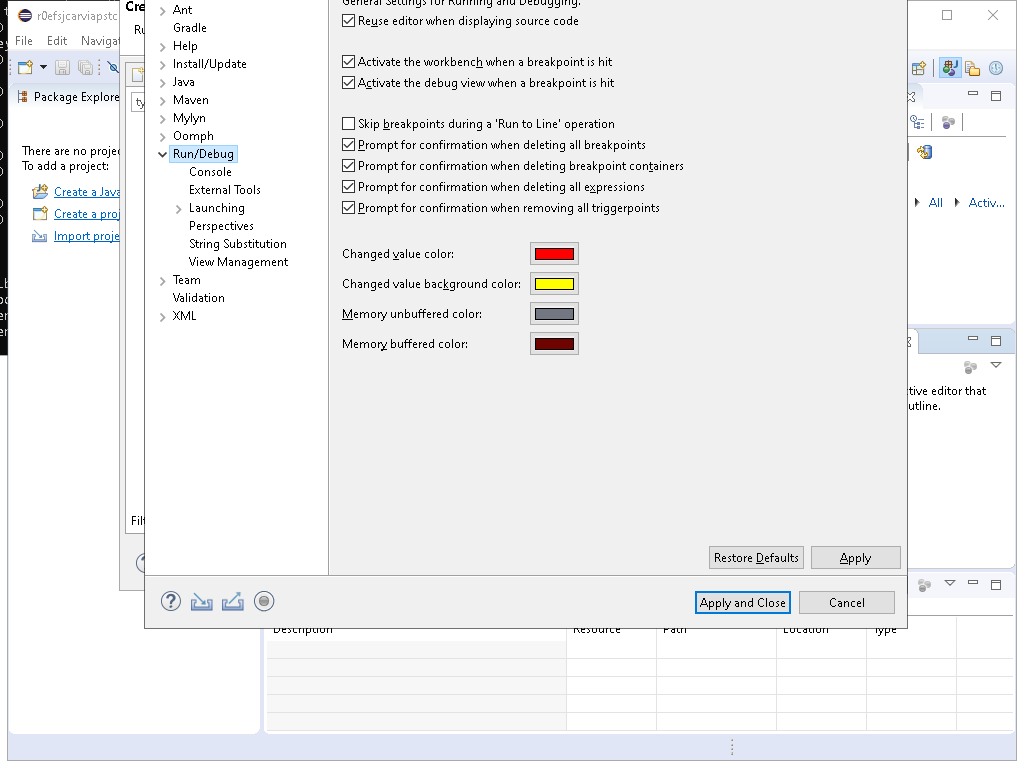 r0efsjcarviapstc
File Edit Navigat
Package Explore
There are no projec
To add a project:
Create a Java
Create a proj
Import proje
Cre
Ru
ty
Filt
Ant
Gradle
Help
Install/Update
Java
Maven
Mylyn
Oomph
Run/Debug
Console
External Tools
Launching
Perspectives
String Substitution
View Management
Team
Validation
XML
General Settings for Running and Debugging.
Reuse editor when displaying source code
Activate the workbench when a breakpoint is hit
Activate the debug view when a breakpoint is hit
Skip breakpoints during a 'Run to Line' operation
Prompt for confirmation when deleting all breakpoints
Prompt for confirmation when deleting breakpoint containers
Prompt for confirmation when deleting all expressions
Prompt for confirmation when removing all triggerpoints
Changed value color:
Changed value background color:
Memory unbuffered color:
Memory buffered color:
Restore Defaults Apply
Apply and Close Cancel
All Activ...
tive editor that
utline.
Description Resource Path Location Type